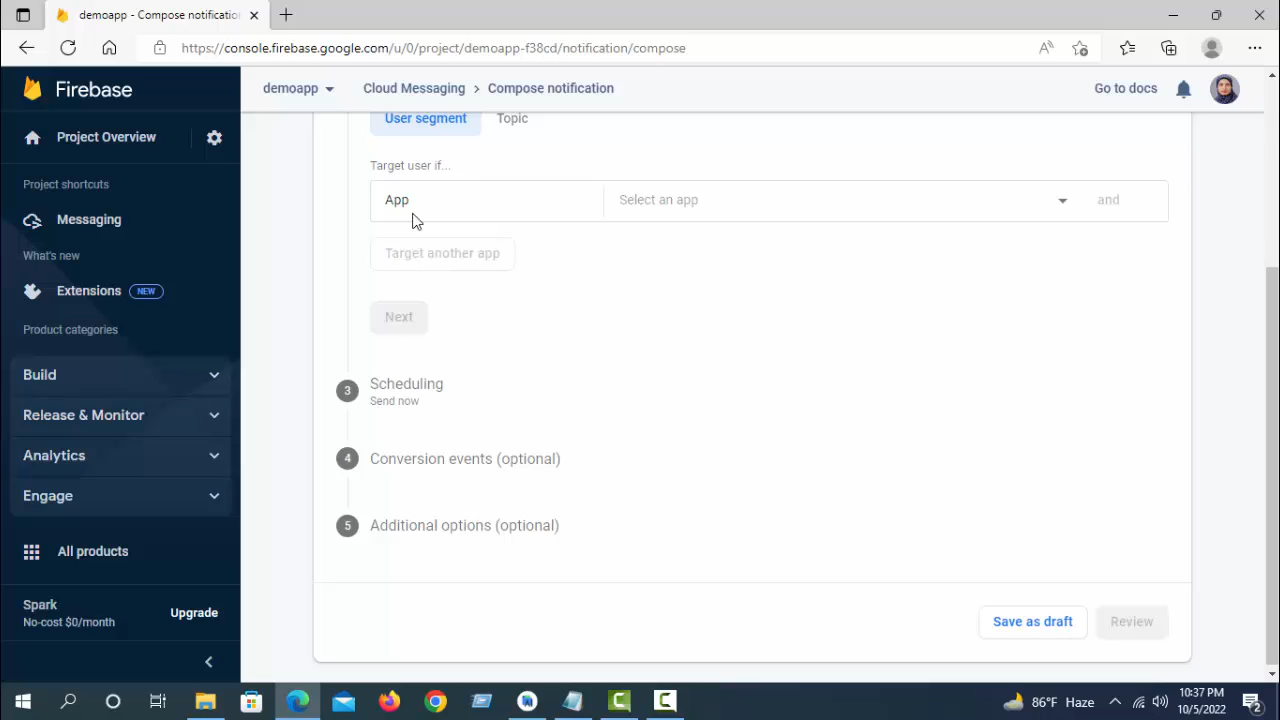 demoapp - Compose notification
https://console.firebase.google.com/u/0/project/demoapp-f38cd/notification/compose
Firebase
demoapp
Cloud Messaging > Compose notification
Go to docs
Project Overview
Project shortcuts
Messaging
What's new
Extensions NEW
Product categories
Build
Release & Monitor
Analytics
Engage
All products
Spark
No-cost $0/month
Upgrade
User segment
Topic
Target user if...
App
Select an app
and
Target another app
Next
3
Scheduling
Send now
4
Conversion events (optional)
5
Additional options (optional)
Save as draft
Review
86°F Haze
10:37 PM
10/5/2022
2